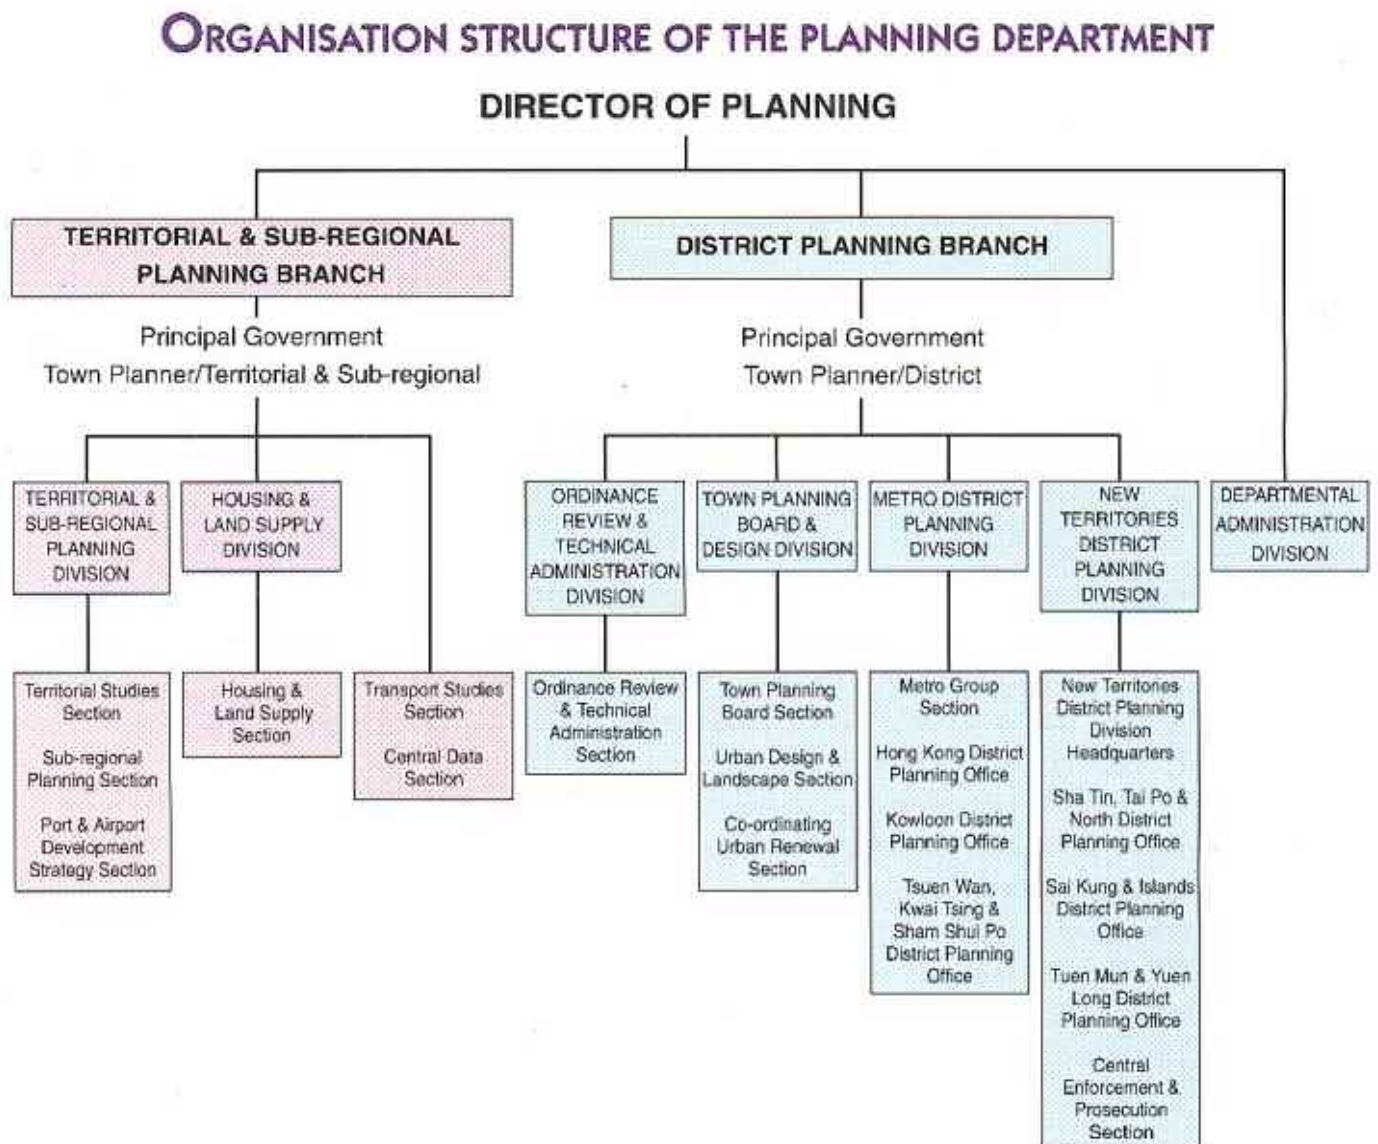 ORGANISATION STRUCTURE OF THE PLANNING DEPARTMENT
DIRECTOR OF PLANNING
TERRITORIAL & SUB-REGIONAL
PLANNING BRANCH
Principal Government
Town Planner/Territorial & Sub-regional
DISTRICT PLANNING BRANCH
Principal Government
Town Planner/District
TERRITORIAL &
SUB-REGIONAL
PLANNING
DIVISION
HOUSING &
LAND SUPPLY
DIVISION
ORDINANCE
REVIEW &
TECHNICAL
ADMINISTRATION
DIVISION
TOWN PLANNING
BOARD &
DESIGN DIVISION
METRO DISTRICT
PLANNING
DIVISION
NEW
TERRITORIES
DISTRICT
PLANNING
DIVISION
DEPARTMENTAL
ADMINISTRATION
DIVISION
Territorial Studies
Section
Sub-regional
Planning Section
Port & Airport
Development
Strategy Section
Housing &
Land Supply
Section
Transport Studies
Section
Central Data
Section
Ordinance Review
& Technical
Administration
Section
Town Planning
Board Section
Urban Design &
Landscape Section
Co-ordinating
Urban Renewal
Section
Metro Group
Section
Hong Kong District
Planning Office
Kowloon District
Planning Office
Tsuen Wan,
Kwai Tsing &
Sham Shui Po
District Planning
Office
New Territories
District Planning
Division
Headquarters
Sha Tin, Tai Po &
North District
Planning Office
Sai Kung & Islands
District Planning
Office
Tuen Mun & Yuen
Long District
Planning Office
Central
Enforcement &
Prosecution
Section